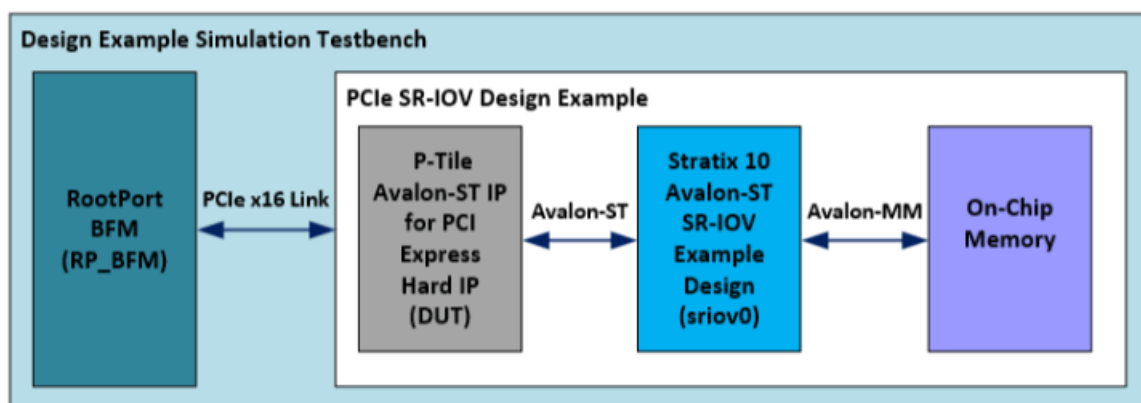 Design Example Simulation Testbench
RootPort
BFM
(RP_BFM)
PCIe x16 Link
PCIe SR-IOV Design Example
P-Tile
Avalon-ST IP
for PCI
Express
Hard IP
(DUT)
Avalon-ST
Stratix 10
Avalon-ST
SR-IOV
Example
Design
(sriov0)
Avalon-MM
On-Chip
Memory